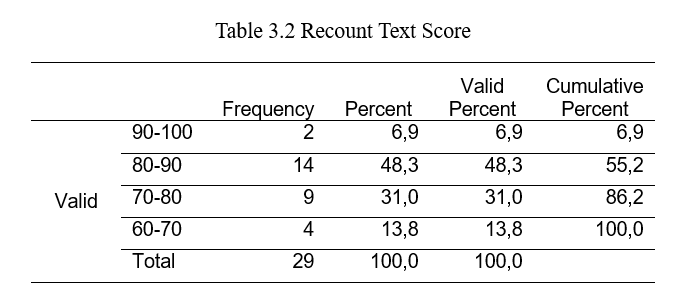 Table 3.2 Recount Text Score
Frequency Percent Valid Percent Cumulative Percent
Valid 90-100 2 6,9 6,9 6,9
80-90 14 48,3 48,3 55,2
70-80 9 31,0 31,0 86,2
60-70 4 13,8 13,8 100,0
Total 29 100,0 100,0